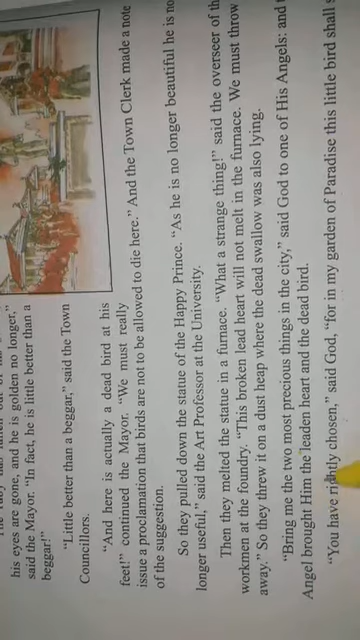 his eyes are gone, and he is golden no longer,"
said the Mayor. "In fact, he is little better than a
beggar!"
"Little better than a beggar," said the Town
Councillors.
"And here is actually a dead bird at his
feet!" continued the Mayor. "We must really
issue a proclamation that birds are not to be allowed to die here." And the Town Clerk made a note
of the suggestion.
So they pulled down the statue of the Happy Prince. "As he is no longer beautiful he is no
longer useful!" said the Art Professor at the University.
Then they melted the statue in a furnace. "What a strange thing!" said the overseer of
workmen at the foundry. "This broken lead heart will not melt in the furnace. We must throw
away." So they threw it on a dust heap where the dead swallow was also lying.
"Bring me the two most precious things in the city," said God to one of His Angels: and
Angel brought Him the leaden heart and the dead bird.
"You have rightly chosen," said God, "for in my garden of Paradise this little bird shall